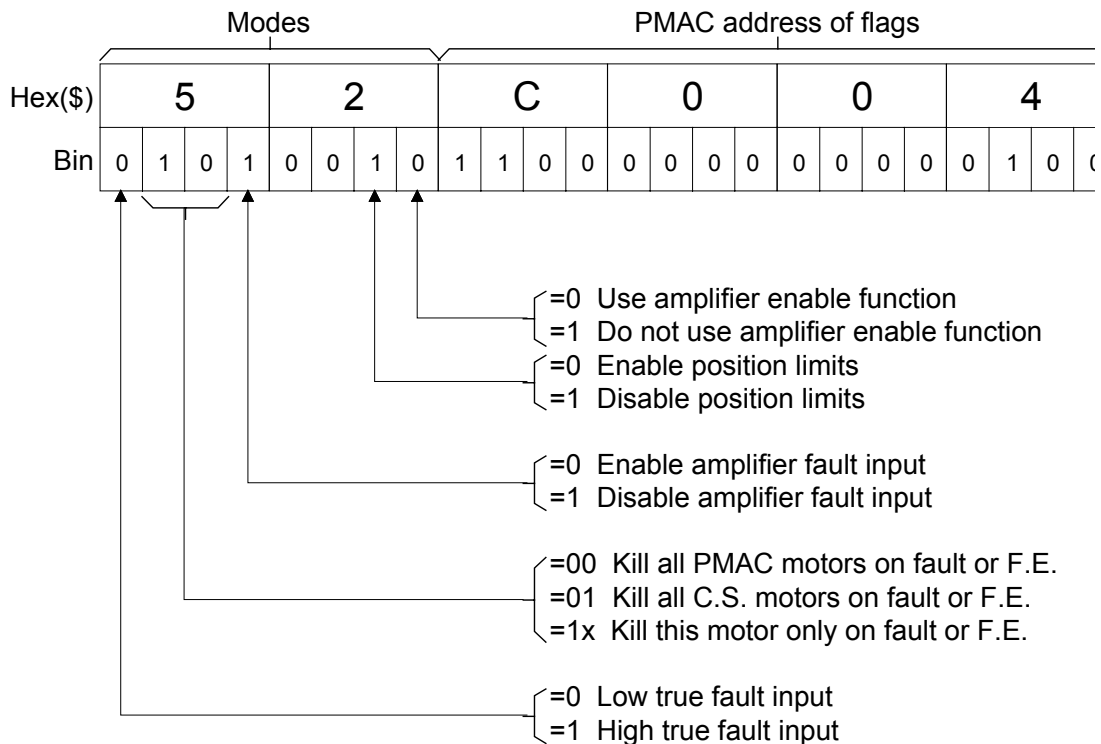 Modes PMAC address of flags
Hex($) 5 2 C 0 0 4
Bin 0 1 0 1 0 0 1 0 1 1 0 0 0 0 0 0 0 0 0 0 0 1 0 0
=0 Use amplifier enable function
=1 Do not use amplifier enable function
=0 Enable position limits
=1 Disable position limits
=0 Enable amplifier fault input
=1 Disable amplifier fault input
=00 Kill all PMAC motors on fault or F.E.
=01 Kill all C.S. motors on fault or F.E.
=1x Kill this motor only on fault or F.E.
=0 Low true fault input
=1 High true fault input